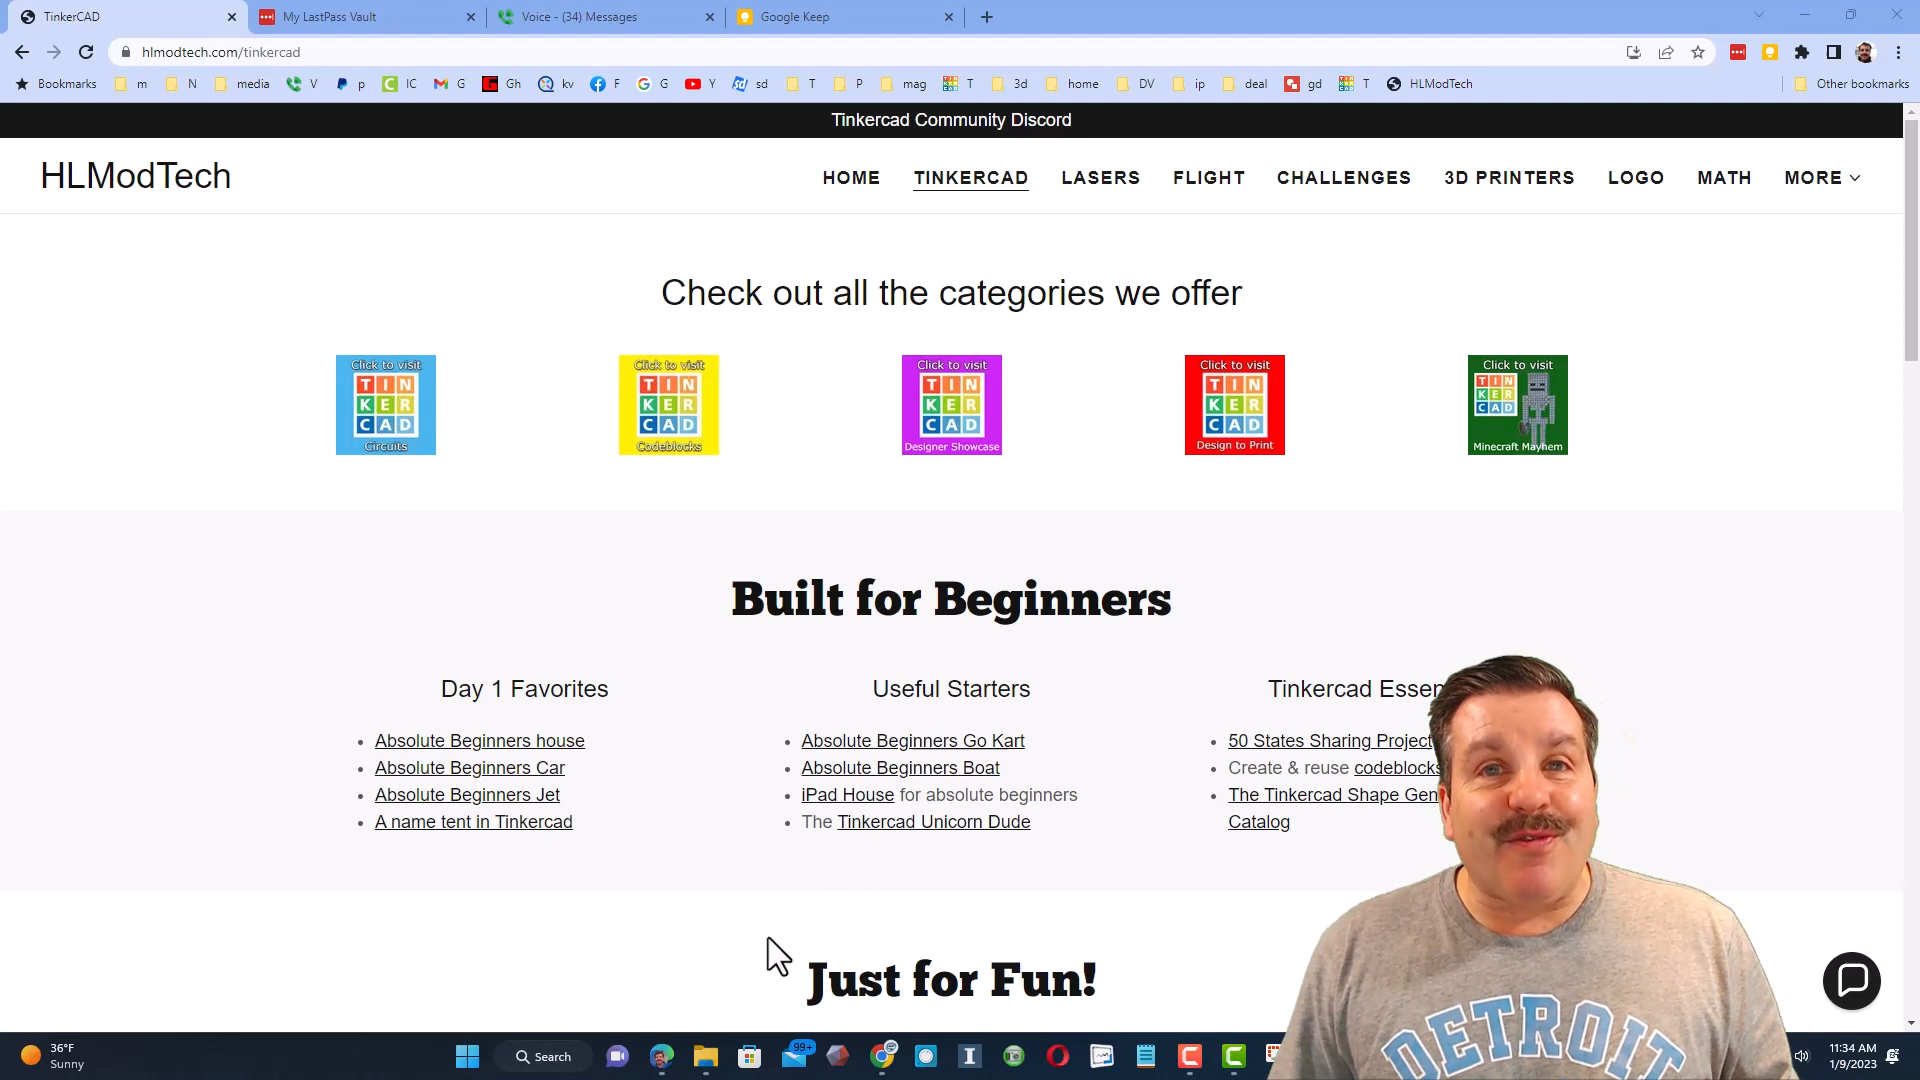 TinkerCAD
My LastPass Vault
Voice - (34) Messages
Google Keep
hlmodtech.com/tinkercad
Bookmarks m N media V p IC G Gh kv F G Y sd T P mag T 3d home DV ip deal gd T HLModTech Other bookmarks
Tinkercad Community Discord
HLModTech
HOME TINKERCAD LASERS FLIGHT CHALLENGES 3D PRINTERS LOGO MATH MORE
Check out all the categories we offer
Click to visit
TIN
KER
CAD
Circuits
Click to visit
TIN
KER
CAD
Codeblocks
Click to visit
TIN
KER
CAD
Designer Showcase
Click to visit
TIN
KER
CAD
Design to Print
Click to visit
TIN
KER
CAD
Minecraft Mayhem
Built for Beginners
Day 1 Favorites
Absolute Beginners house
Absolute Beginners Car
Absolute Beginners Jet
A name tent in Tinkercad
Useful Starters
Absolute Beginners Go Kart
Absolute Beginners Boat
iPad House for absolute beginners
The Tinkercad Unicorn Dude
Tinkercad Essen
50 States Sharing Project
Create & reuse codeblocks
The Tinkercad Shape Gen
Catalog
Just for Fun!
DETROIT
36°F
Sunny
Search
99+
11:34 AM
1/9/2023